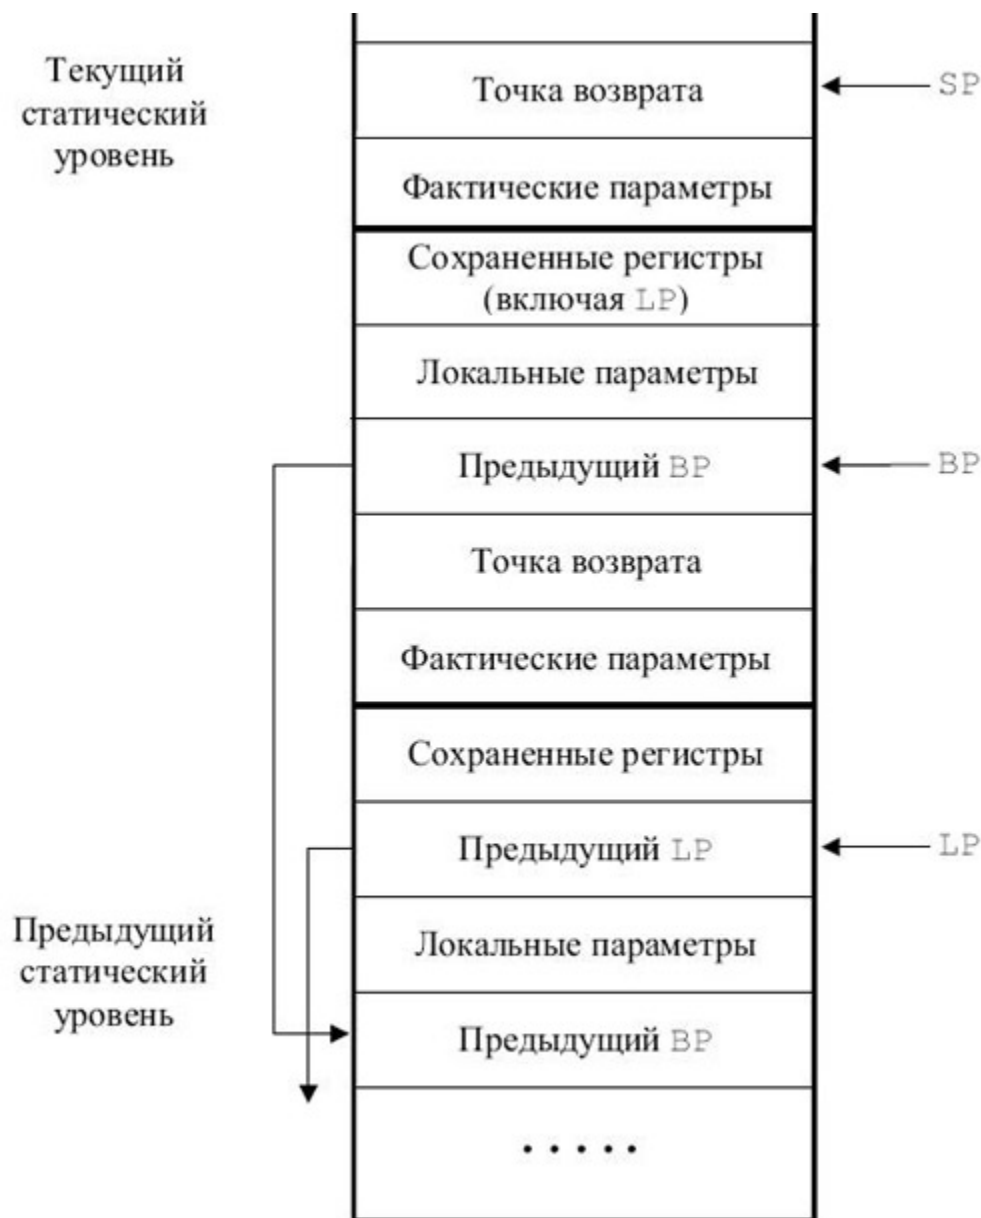 Текущий
статический
уровень
Точка возврата
SP
Фактические параметры
Сохраненные регистры
(включая LP)
Локальные параметры
Предыдущий BP
BP
Точка возврата
Фактические параметры
Сохраненные регистры
Предыдущий LP
LP
Предыдущий
статический
уровень
Локальные параметры
Предыдущий BP
.....